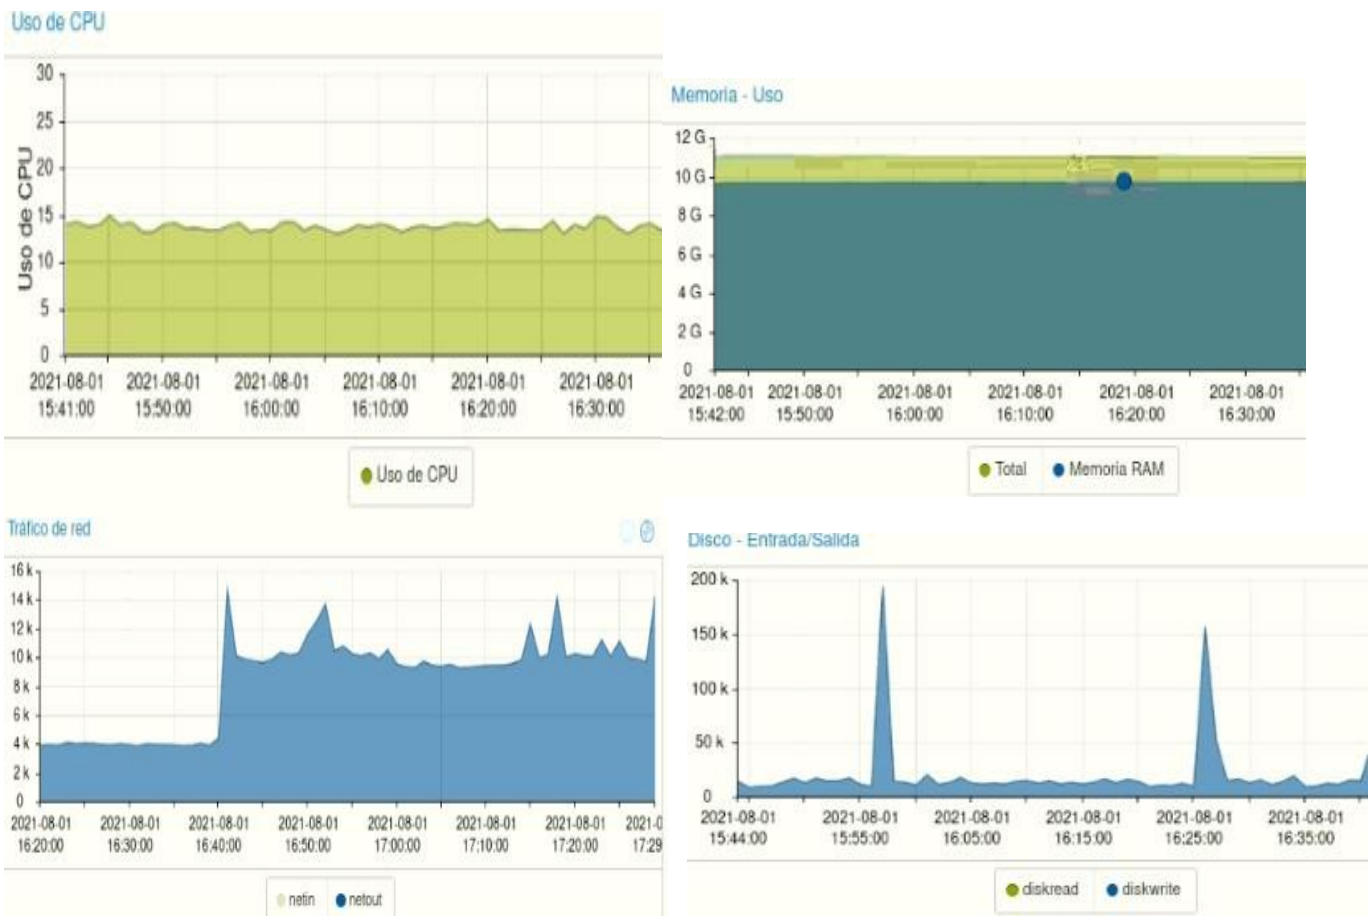 Uso de CPU
30
25
20
15
10
5
0
Uso de CPU
2021-08-01 2021-08-01 2021-08-01 2021-08-01 2021-08-01 2021-08-01
15:41:00 15:50:00 16:00:00 16:10:00 16:20:00 16:30:00
Uso de CPU
Memoria - Uso
12 G
10 G
8 G
6 G
4 G
2 G
0
2021-08-01 2021-08-01 2021-08-01 2021-08-01 2021-08-01 2021-08-01
15:42:00 15:50:00 16:00:00 16:10:00 16:20:00 16:30:00
Total Memoria RAM
Tráfico de red
16 k
14 k
12 k
10 k
8 k
6 k
4 k
2 k
0
2021-08-01 2021-08-01 2021-08-01 2021-08-01 2021-08-01 2021-08-01 2021-08-01 2021-0
16:20:00 16:30:00 16:40:00 16:50:00 17:00:00 17:10:00 17:20:00 17:29
netin netout
Disco - Entrada/Salida
200 k
150 k
100 k
50 k
0
2021-08-01 2021-08-01 2021-08-01 2021-08-01 2021-08-01 2021-08-01
15:44:00 15:55:00 16:05:00 16:15:00 16:25:00 16:35:00
diskread diskwrite